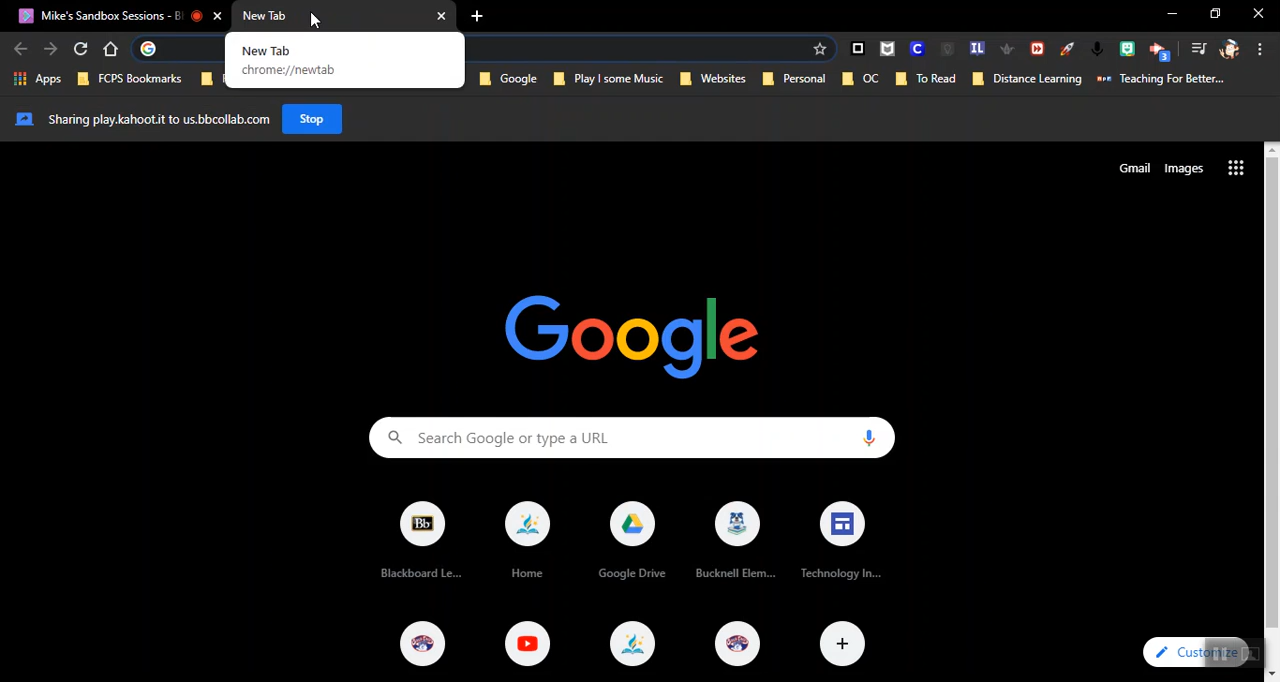 Mike's Sandbox Sessions - B
New Tab
New Tab
chrome://newtab
Apps
FCPS Bookmarks
Google
Play I some Music
Websites
Personal
OC
To Read
Distance Learning
Teaching For Better...
Sharing play.kahoot.it to us.bbcollab.com
Stop
Gmail Images
Google
Search Google or type a URL
Bb
Blackboard Le...
Home
Google Drive
Bucknell Elem...
Technology In...
Customize